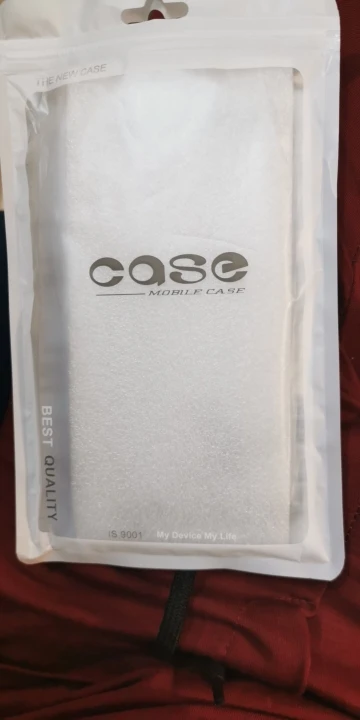 THE NEW CASE
case
MOBILE CASE
BEST QUALITY
IS 9001 My Device My Life